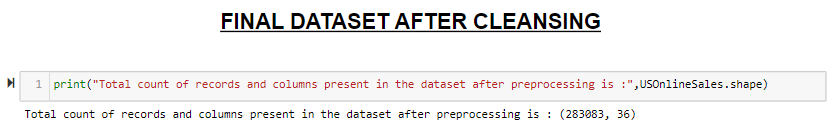 FINAL DATASET AFTER CLEANSING
1 print("Total count of records and columns present in the dataset after preprocessing is :",USOnlineSales.shape)
Total count of records and columns present in the dataset after preprocessing is : (283083, 36)